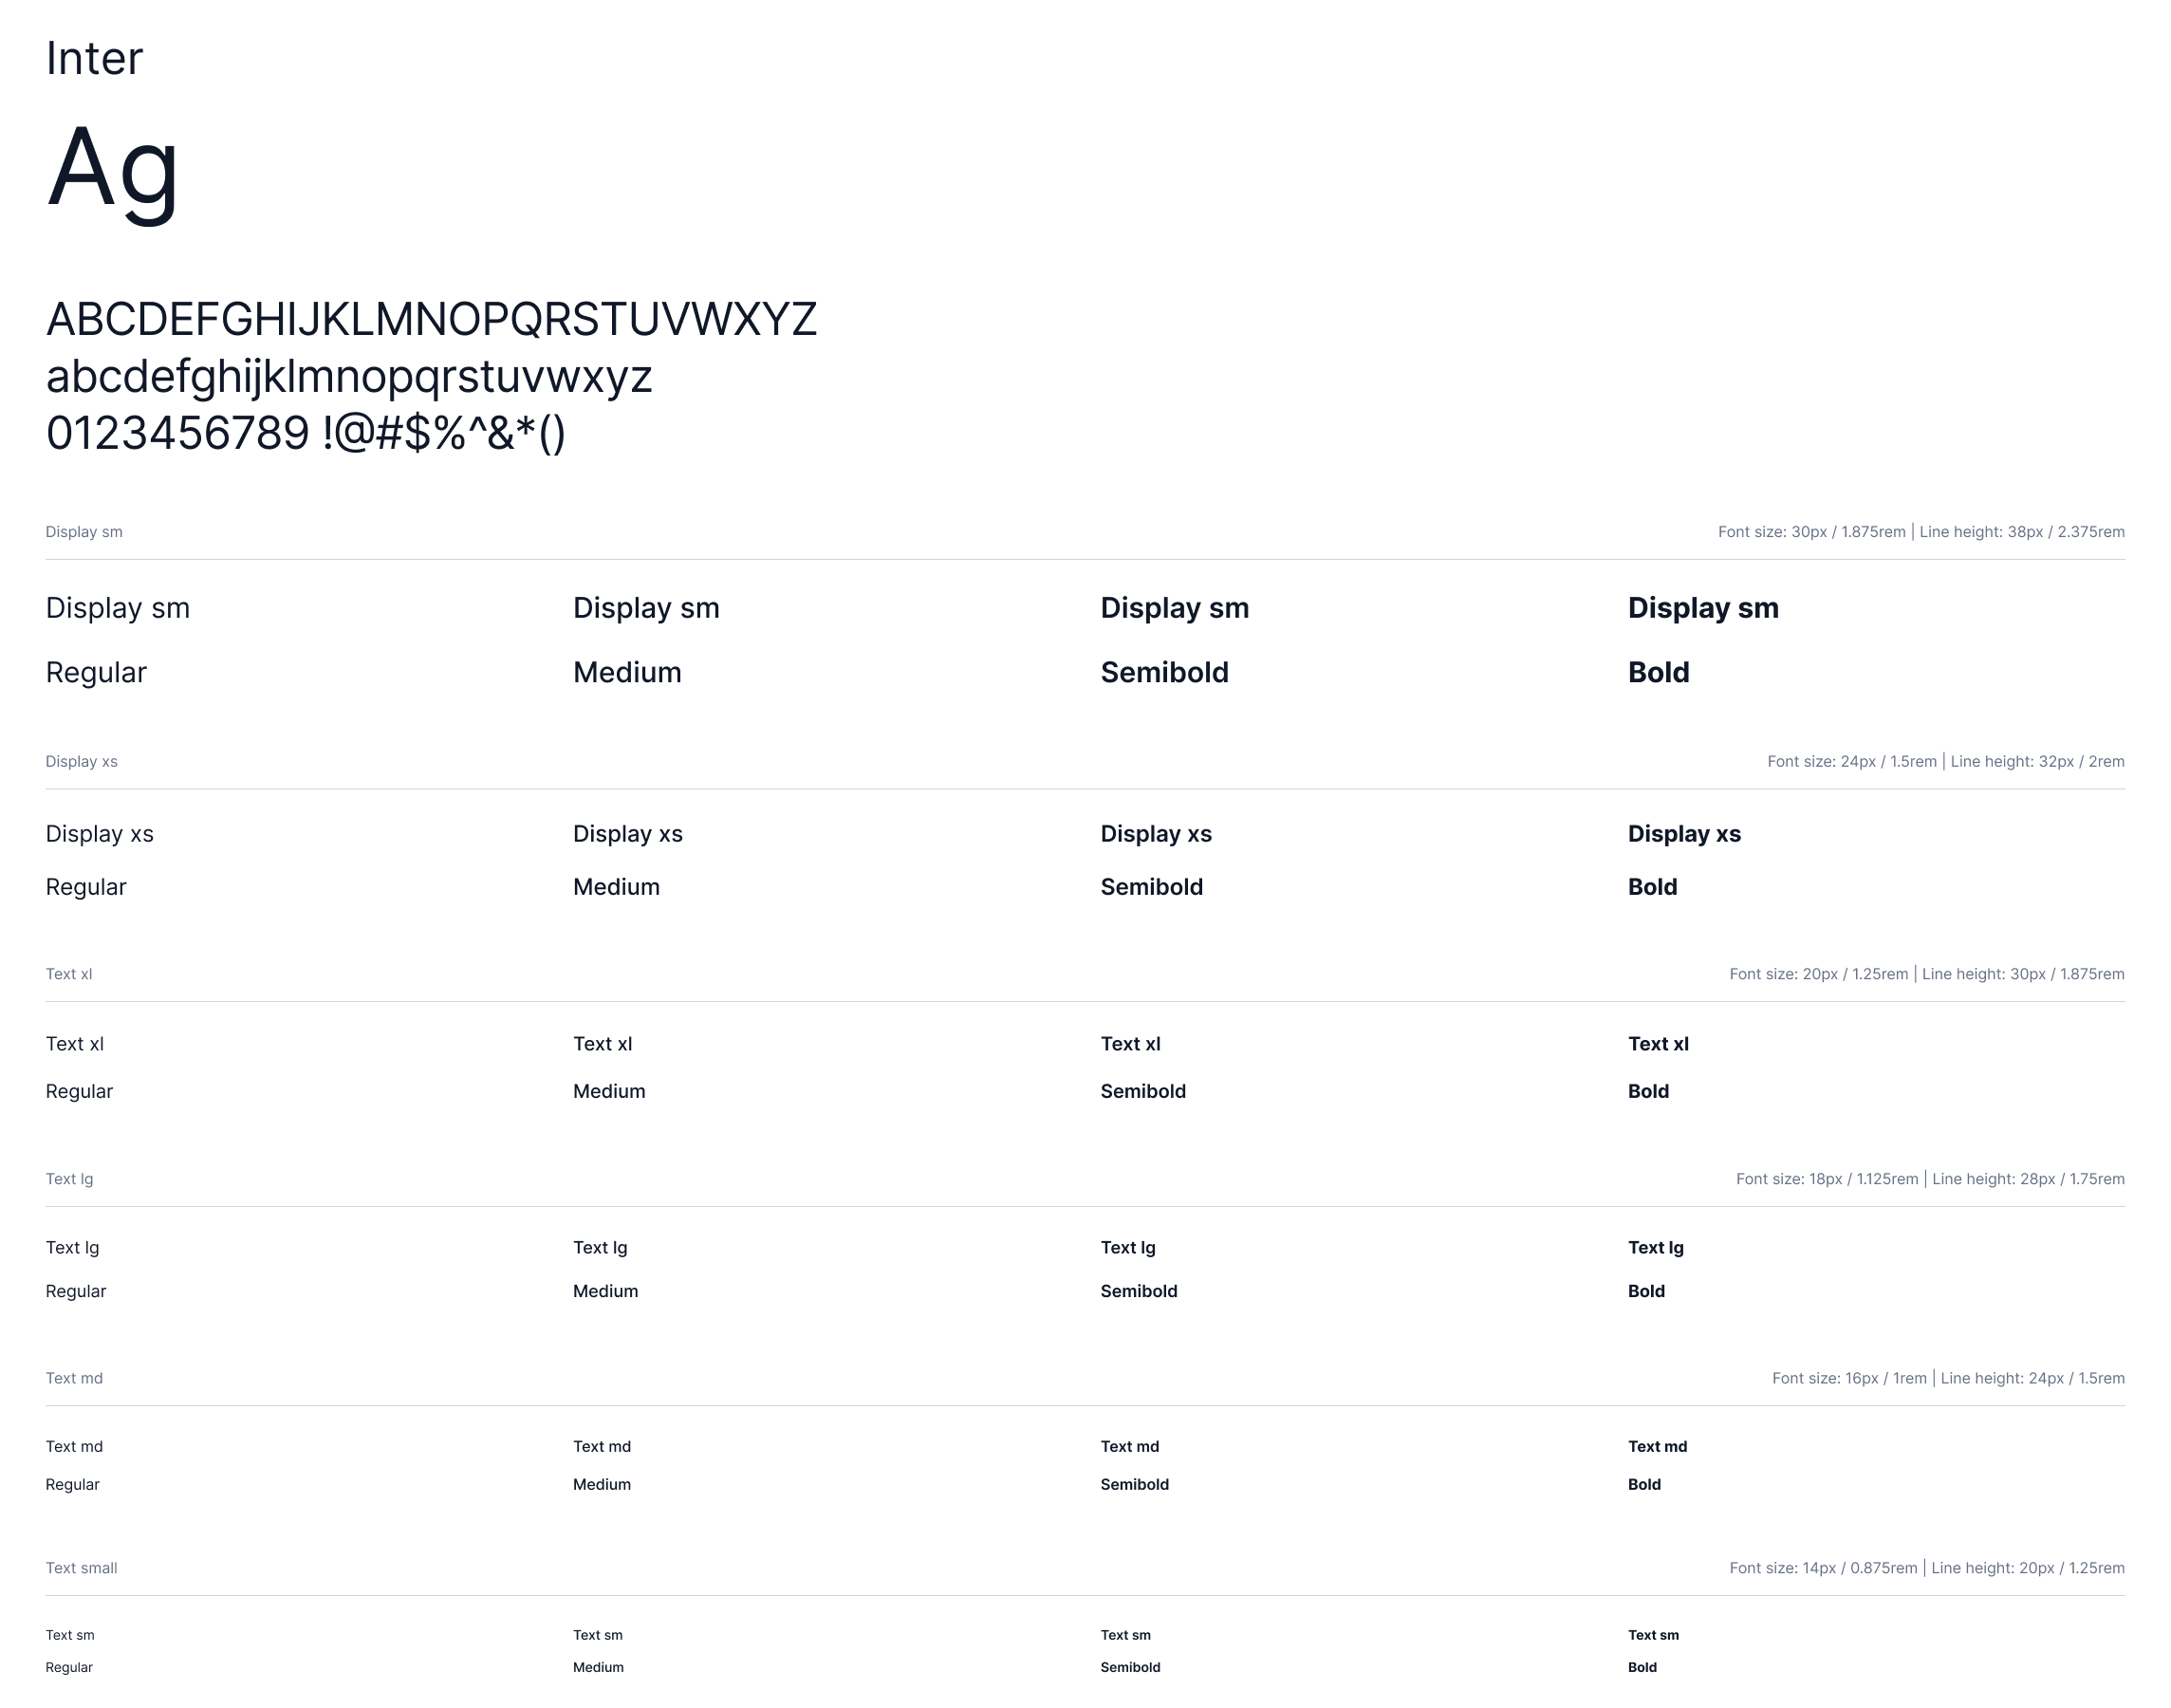 Inter
Ag
ABCDEFGHIJKLMNOPQRSTUVWXYZ
abcdefghijklmnopqrstuvwxyz
0123456789 !@#$%^&*()
Display sm Font size: 30px / 1.875rem | Line height: 38px / 2.375rem
Display sm Display sm Display sm Display sm
Regular Medium Semibold Bold
Display xs Font size: 24px / 1.5rem | Line height: 32px / 2rem
Display xs Display xs Display xs Display xs
Regular Medium Semibold Bold
Text xl Font size: 20px / 1.25rem | Line height: 30px / 1.875rem
Text xl Text xl Text xl Text xl
Regular Medium Semibold Bold
Text lg Font size: 18px / 1.125rem | Line height: 28px / 1.75rem
Text lg Text lg Text lg Text lg
Regular Medium Semibold Bold
Text md Font size: 16px / 1rem | Line height: 24px / 1.5rem
Text md Text md Text md Text md
Regular Medium Semibold Bold
Text small Font size: 14px / 0.875rem | Line height: 20px / 1.25rem
Text sm Text sm Text sm Text sm
Regular Medium Semibold Bold